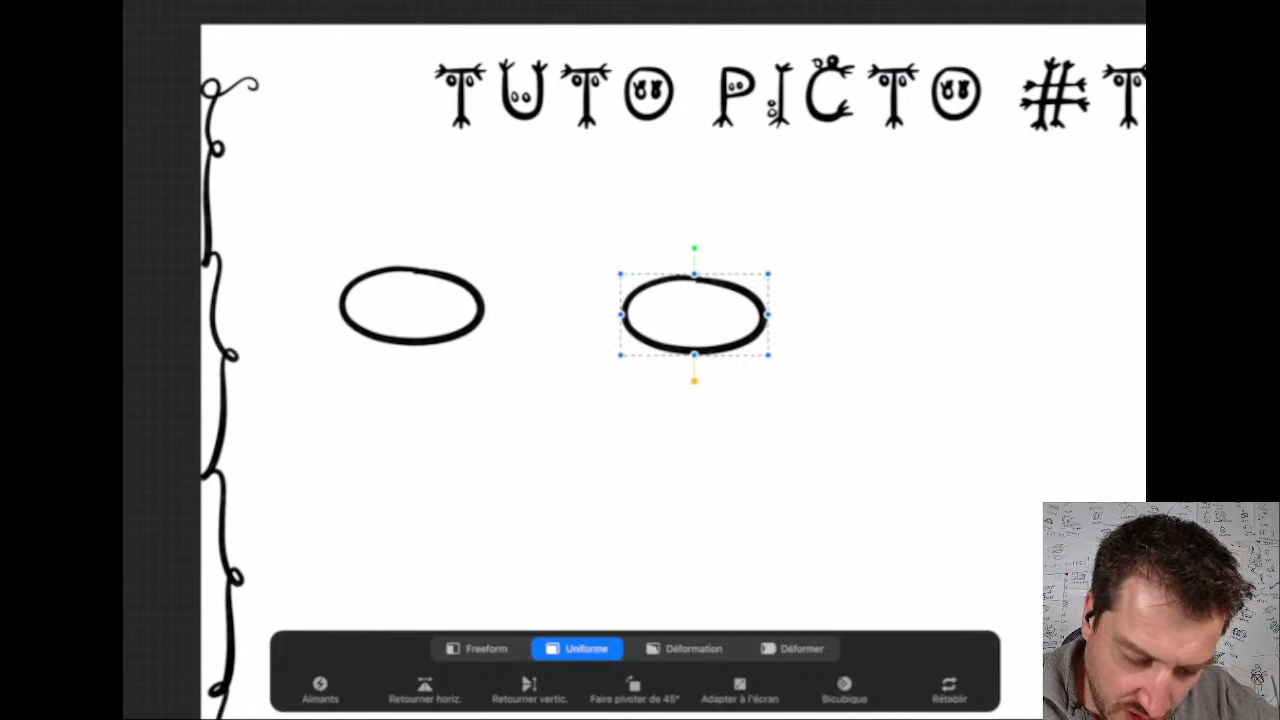 TUTO PICTO #T
Freeform Uniforme Déformation Déformer
Aimants Retourner horiz. Retourner vertic. Faire pivoter de 45° Adapter à l'écran Bicubique Rétablir